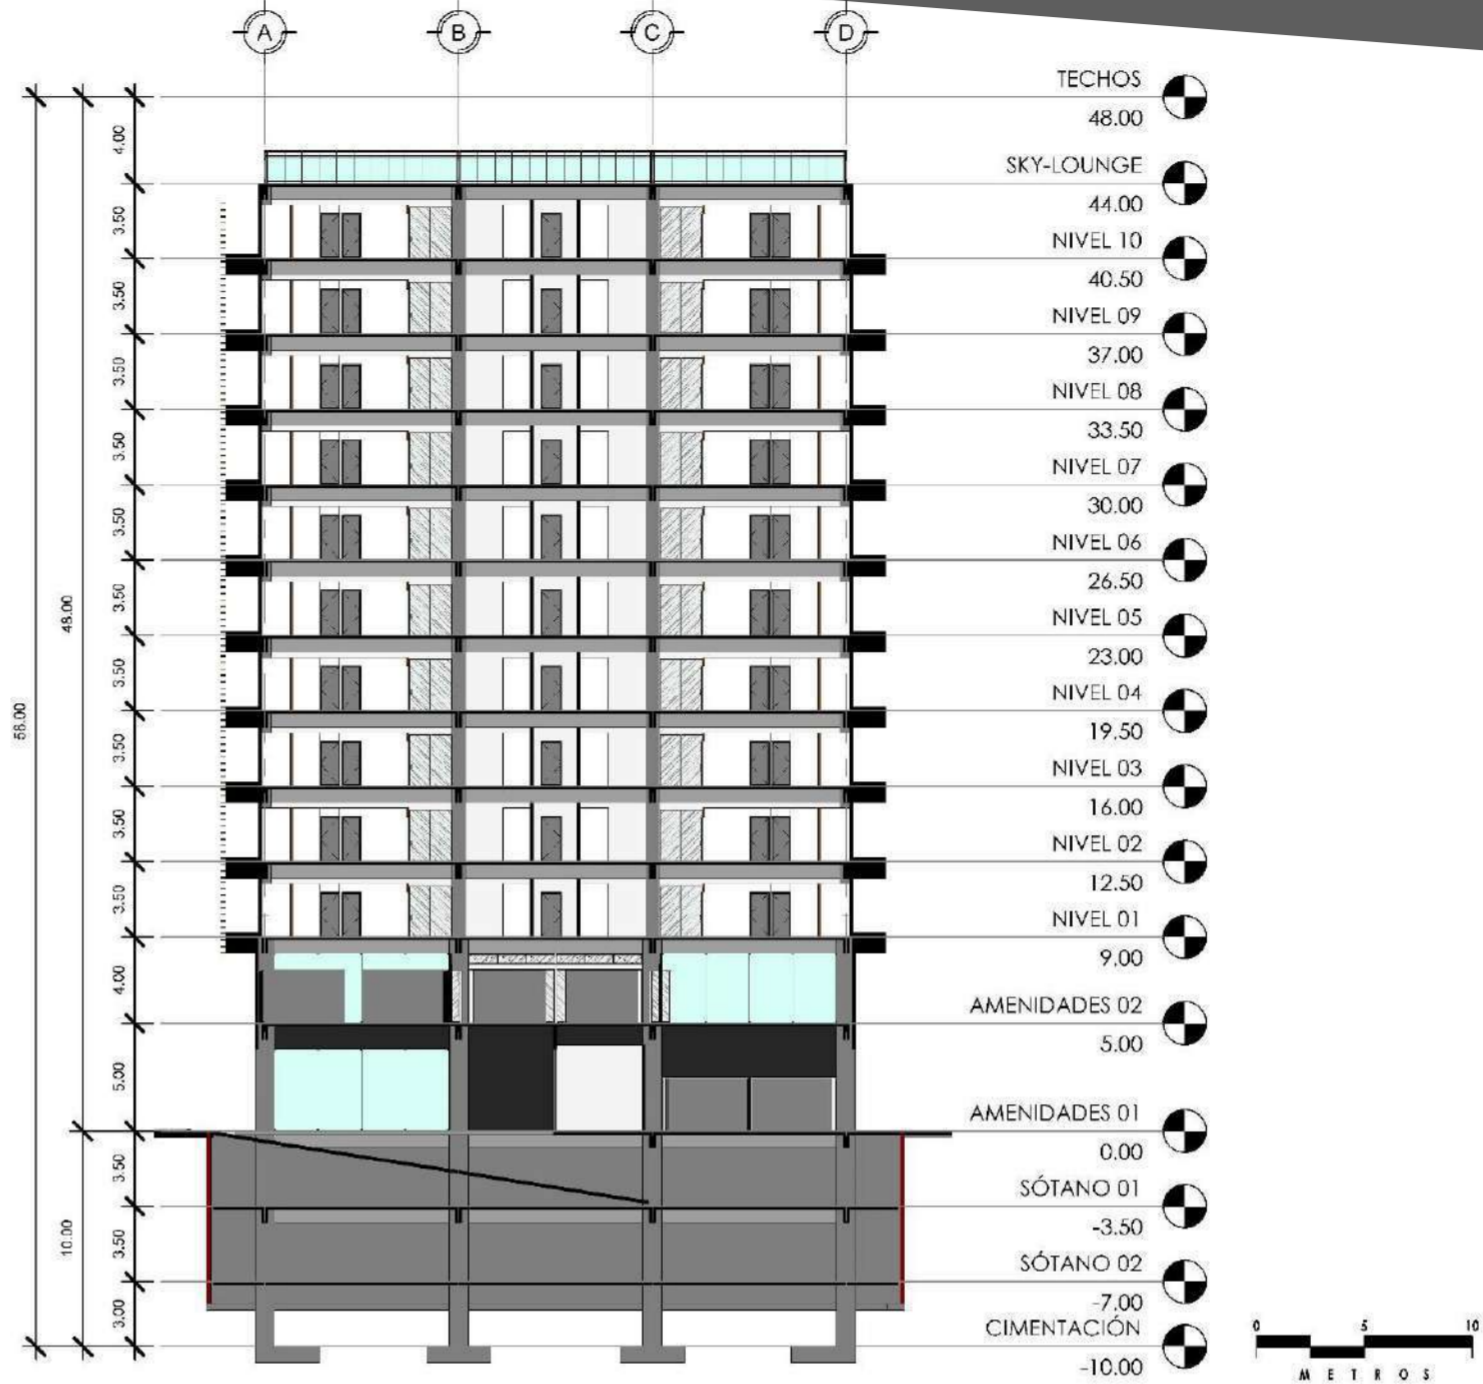 A
B
C
D
TECHOS
48.00
SKY-LOUNGE
44.00
NIVEL 10
40.50
NIVEL 09
37.00
NIVEL 08
33.50
NIVEL 07
30.00
NIVEL 06
26.50
NIVEL 05
23.00
NIVEL 04
19.50
NIVEL 03
16.00
NIVEL 02
12.50
NIVEL 01
9.00
AMENIDADES 02
5.00
AMENIDADES 01
0.00
SÓTANO 01
-3.50
SÓTANO 02
-7.00
CIMENTACIÓN
-10.00
4.00
3.50
3.50
3.50
3.50
3.50
3.50
3.50
3.50
3.50
3.50
4.00
5.00
3.50
3.50
3.00
48.00
10.00
58.00
0 5 10
METROS